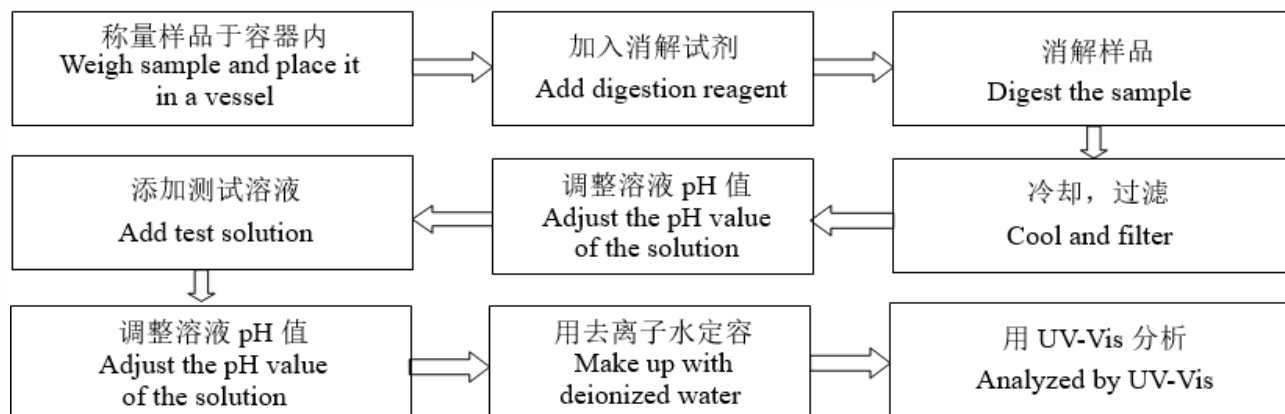 称量样品于容器内
Weigh sample and place it
in a vessel
加入消解试剂
Add digestion reagent
消解样品
Digest the sample
冷却，过滤
Cool and filter
调整溶液 pH 值
Adjust the pH value
of the solution
添加测试溶液
Add test solution
调整溶液 pH 值
Adjust the pH value
of the solution
用去离子水定容
Make up with
deionized water
用 UV-Vis 分析
Analyzed by UV-Vis